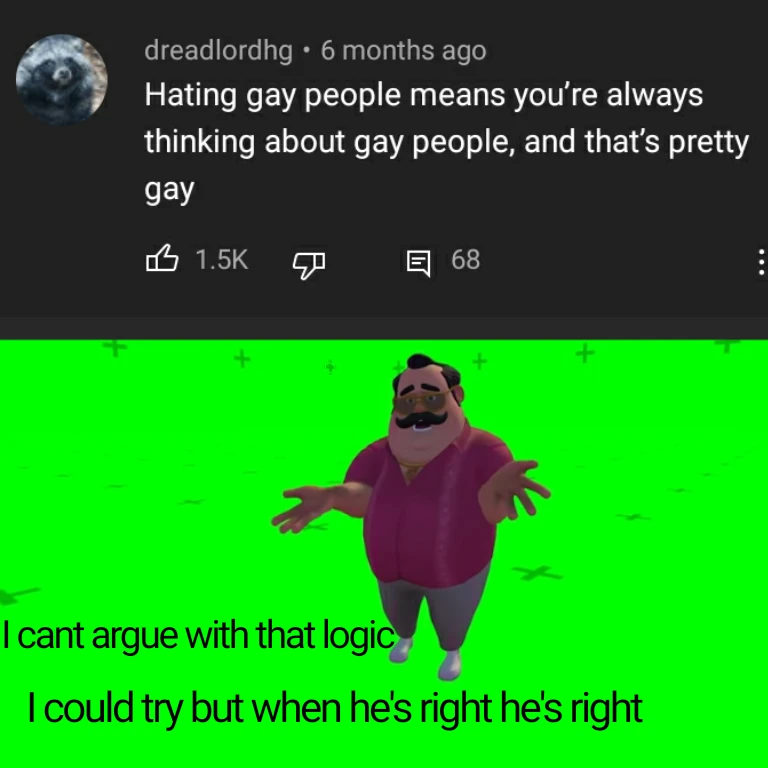 dreadlordhg • 6 months ago
Hating gay people means you’re always
thinking about gay people, and that’s pretty
gay
1.5K 68
I cant argue with that logic
I could try but when he's right he's right